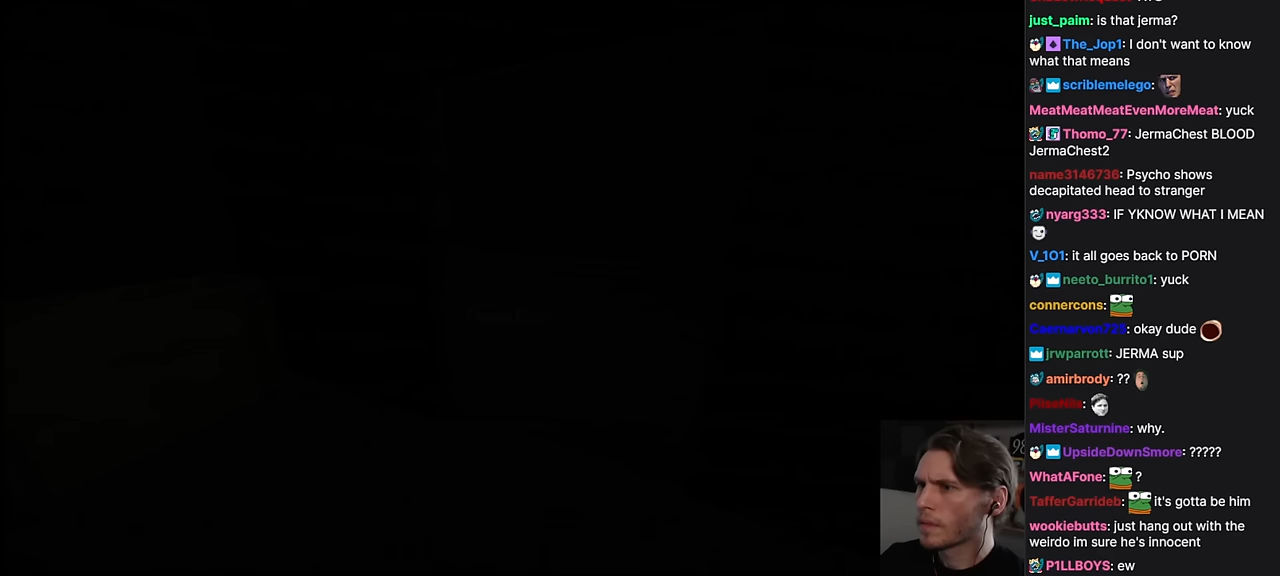 just_paim: is that jerma?
The_Jop1: I don't want to know
what that means
scriblemelego:
MeatMeatMeatEvenMoreMeat: yuck
Thomo_77: JermaChest BLOOD
JermaChest2
name3146736: Psycho shows
decapitated head to stranger
nyarg333: IF YKNOW WHAT I MEAN
V_1O1: it all goes back to PORN
neeto_burrito1: yuck
connercons:
: okay dude
jrwparrott: JERMA sup
amirbrody: ??
:
MisterSaturnine: why.
UpsideDownSmore: ?????
WhatAFone: ?
TafferGarrideb: it's gotta be him
wookiebutts: just hang out with the
weirdo im sure he's innocent
P1LLBOYS: ew